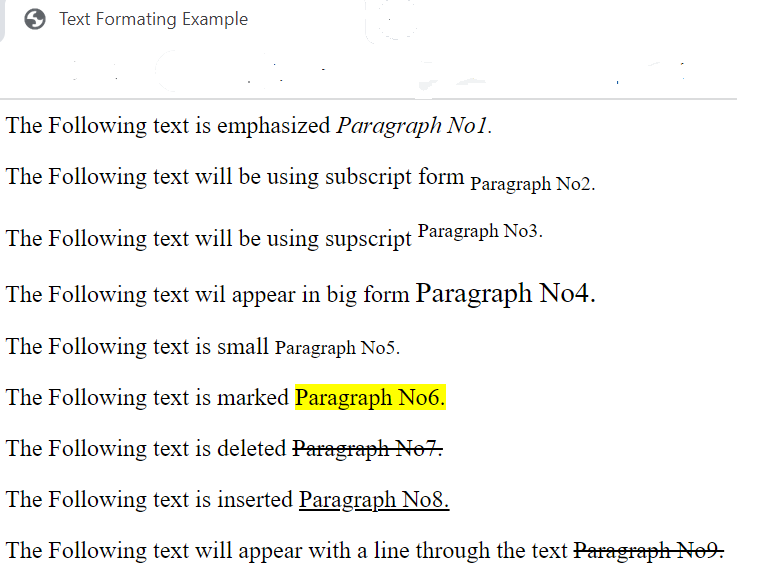 Text Formating Example
The Following text is emphasized Paragraph No1.
The Following text will be using subscript form Paragraph No2.
The Following text will be using supscript Paragraph No3.
The Following text wil appear in big form Paragraph No4.
The Following text is small Paragraph No5.
The Following text is marked Paragraph No6.
The Following text is deleted Paragraph No7.
The Following text is inserted Paragraph No8.
The Following text will appear with a line through the text Paragraph No9.